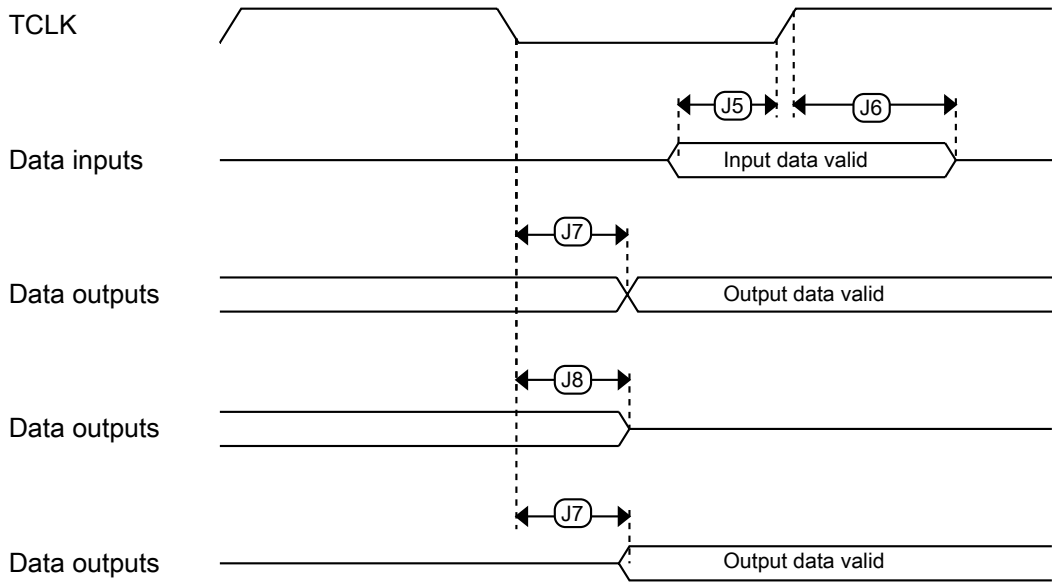 TCLK
J5
J6
Data inputs
Input data valid
J7
Data outputs
Output data valid
J8
Data outputs
J7
Data outputs
Output data valid